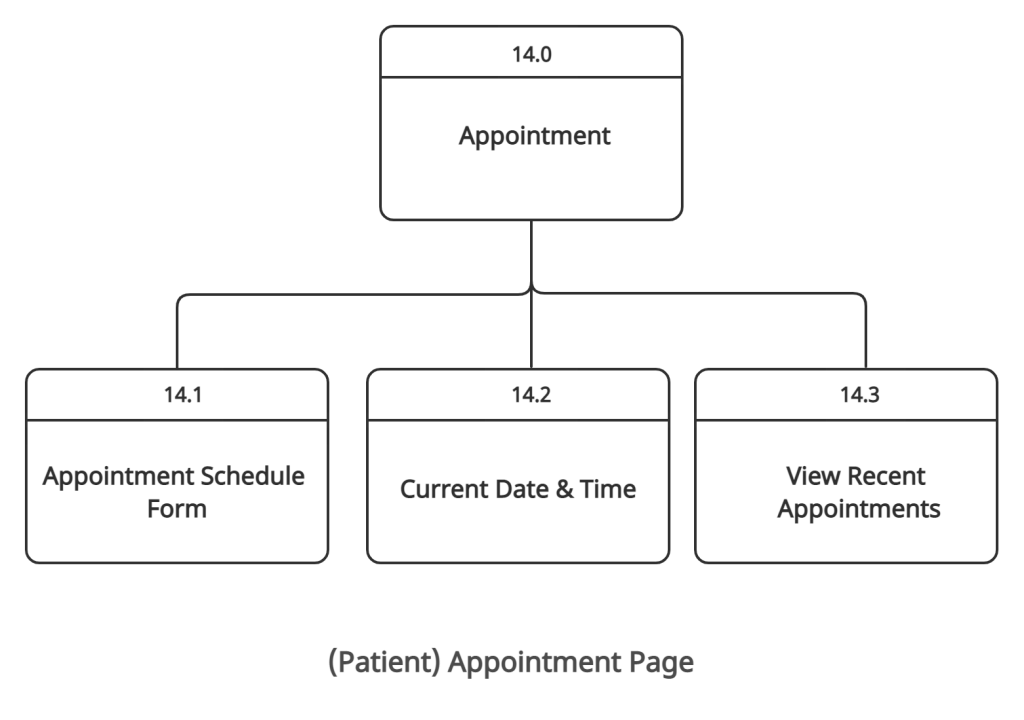 14.0
Appointment
14.1
Appointment Schedule
Form
14.2
Current Date & Time
14.3
View Recent
Appointments
(Patient) Appointment Page